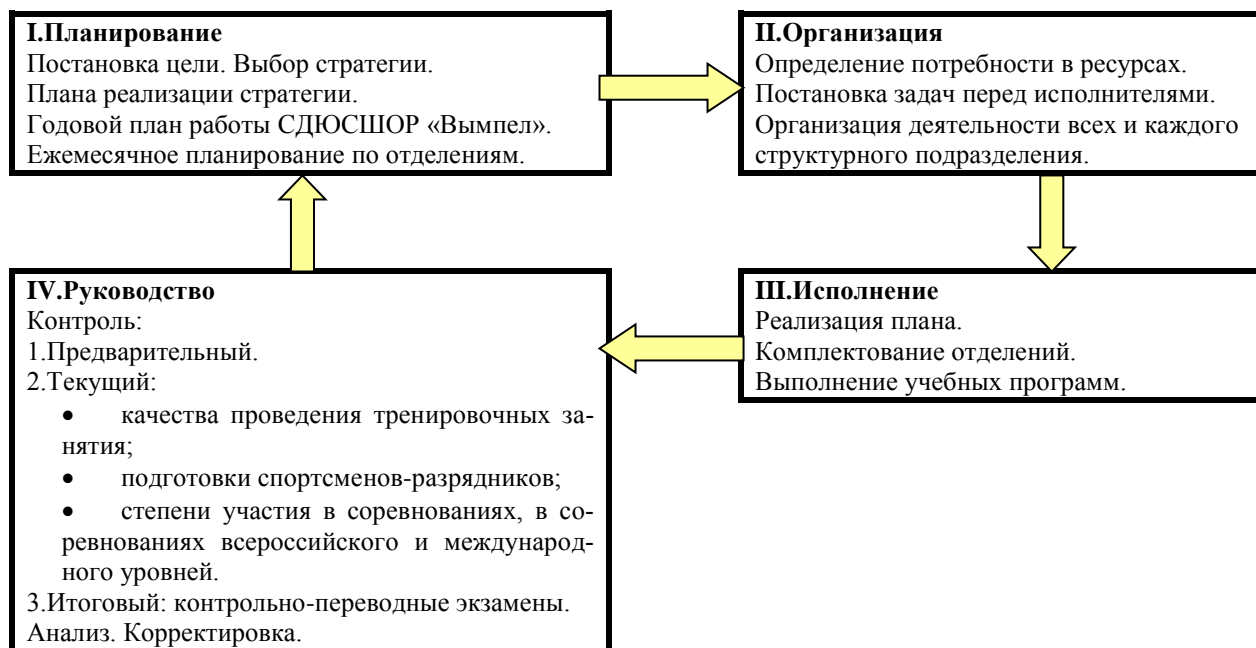 I.Планирование
Постановка цели. Выбор стратегии.
Плана реализации стратегии.
Годовой план работы СДЮСШОР «Вымпел».
Ежемесячное планирование по отделениям.
II.Организация
Определение потребности в ресурсах.
Постановка задач перед исполнителями.
Организация деятельности всех и каждого
структурного подразделения.
III.Исполнение
Реализация плана.
Комплектование отделений.
Выполнение учебных программ.
IV.Руководство
Контроль:
1.Предварительный.
2.Текущий:
• качества проведения тренировочных за-
нятия;
• подготовки спортсменов-разрядников;
• степени участия в соревнованиях, в со-
ревнованиях всероссийского и международ-
ного уровней.
3.Итоговый: контрольно-переводные экзамены.
Анализ. Корректировка.